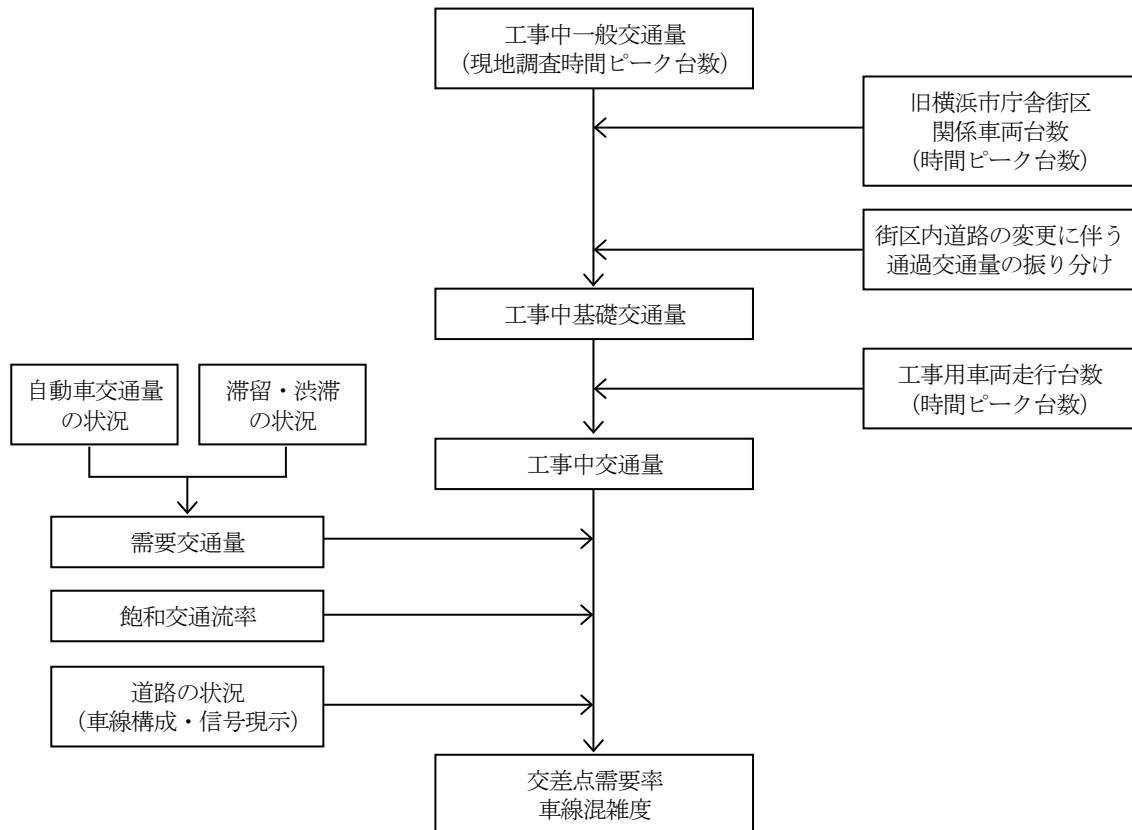 工事中一般交通量
（現地調査時間ピーク台数）
旧横浜市庁舎街区
関係車両台数
（時間ピーク台数）
街区内道路の変更に伴う
通過交通量の振り分け
工事中基礎交通量
工事用車両走行台数
（時間ピーク台数）
自動車交通量
の状況
滞留・渋滞
の状況
工事中交通量
需要交通量
飽和交通流率
道路の状況
（車線構成・信号現示）
交差点需要率
車線混雑度